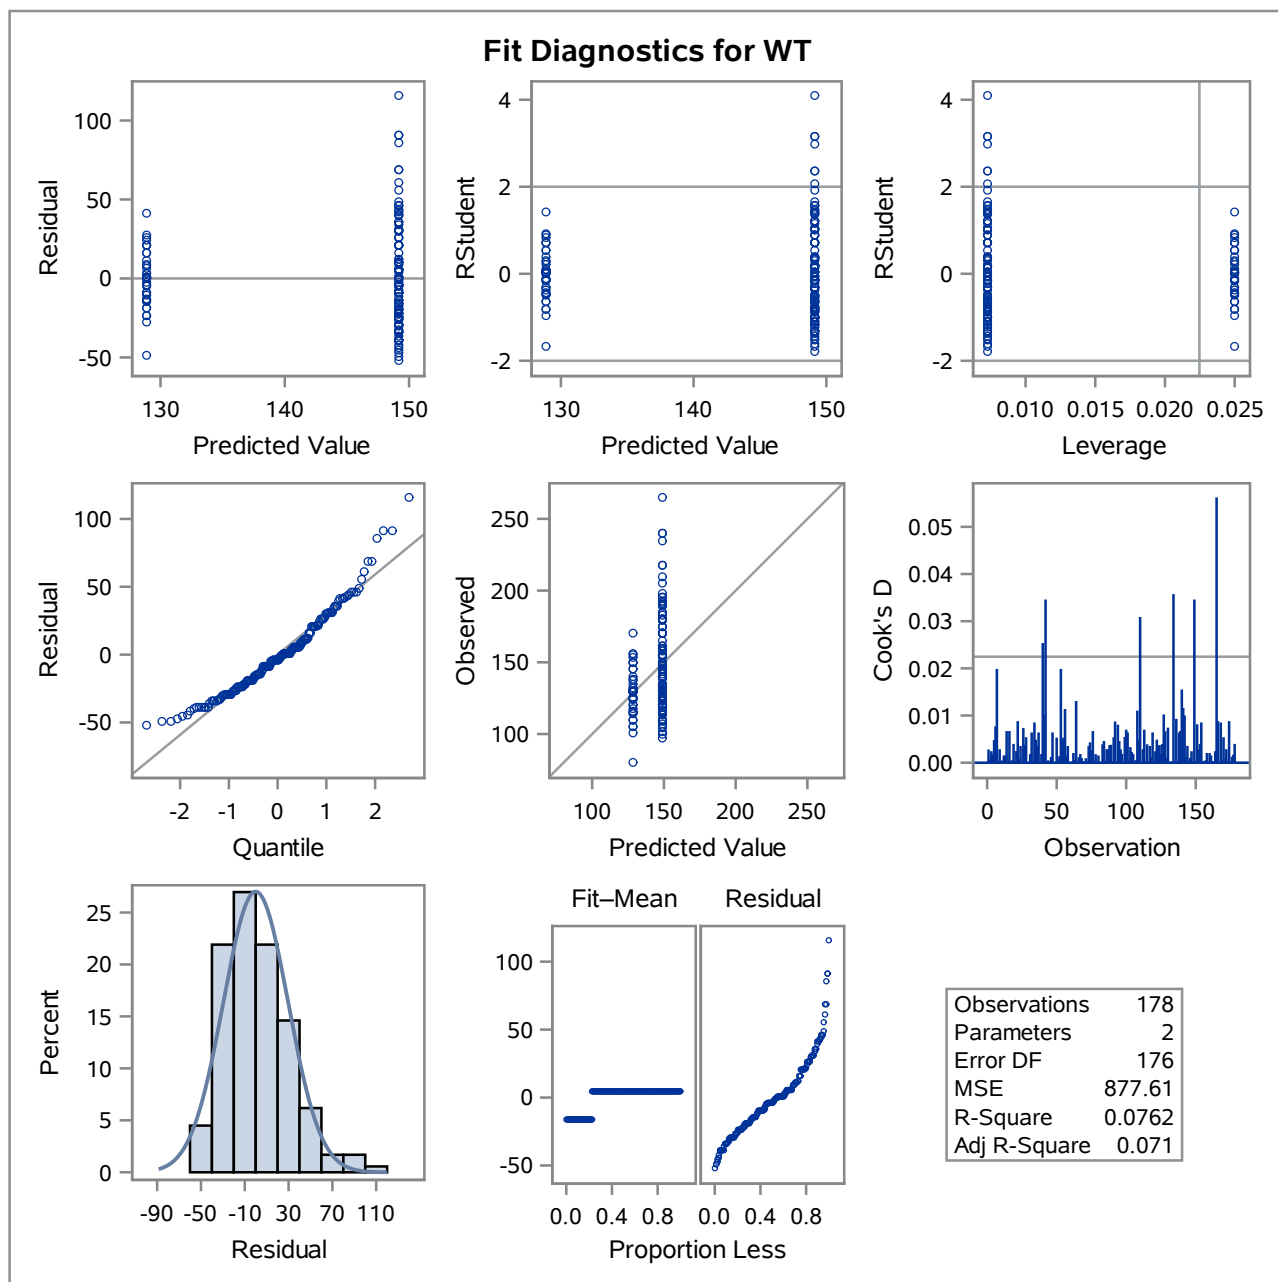 Fit Diagnostics for WT
Residual
100
50
0
-50
130 140 150
Predicted Value
RStudent
4
2
0
-2
130 140 150
Predicted Value
RStudent
4
2
0
-2
0.010 0.015 0.020 0.025
Leverage
Residual
100
50
0
-50
-2 -1 0 1 2
Quantile
Observed
250
200
150
100
100 150 200 250
Predicted Value
Cook's D
0.05
0.04
0.03
0.02
0.01
0.00
0 50 100 150
Observation
Percent
25
20
15
10
5
0
-90 -50 -10 30 70 110
Residual
Fit–Mean Residual
100
50
0
-50
0.0 0.4 0.8 0.0 0.4 0.8
Proportion Less
Observations 178
Parameters 2
Error DF 176
MSE 877.61
R-Square 0.0762
Adj R-Square 0.071